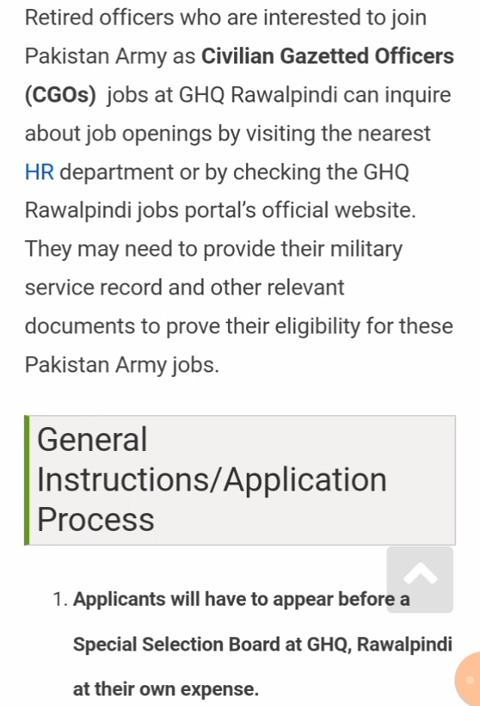 Retired officers who are interested to join
Pakistan Army as Civilian Gazetted Officers
(CGOs) jobs at GHQ Rawalpindi can inquire
about job openings by visiting the nearest
HR department or by checking the GHQ
Rawalpindi jobs portal’s official website.
They may need to provide their military
service record and other relevant
documents to prove their eligibility for these
Pakistan Army jobs.
General
Instructions/Application
Process
1. Applicants will have to appear before a
Special Selection Board at GHQ, Rawalpindi
at their own expense.